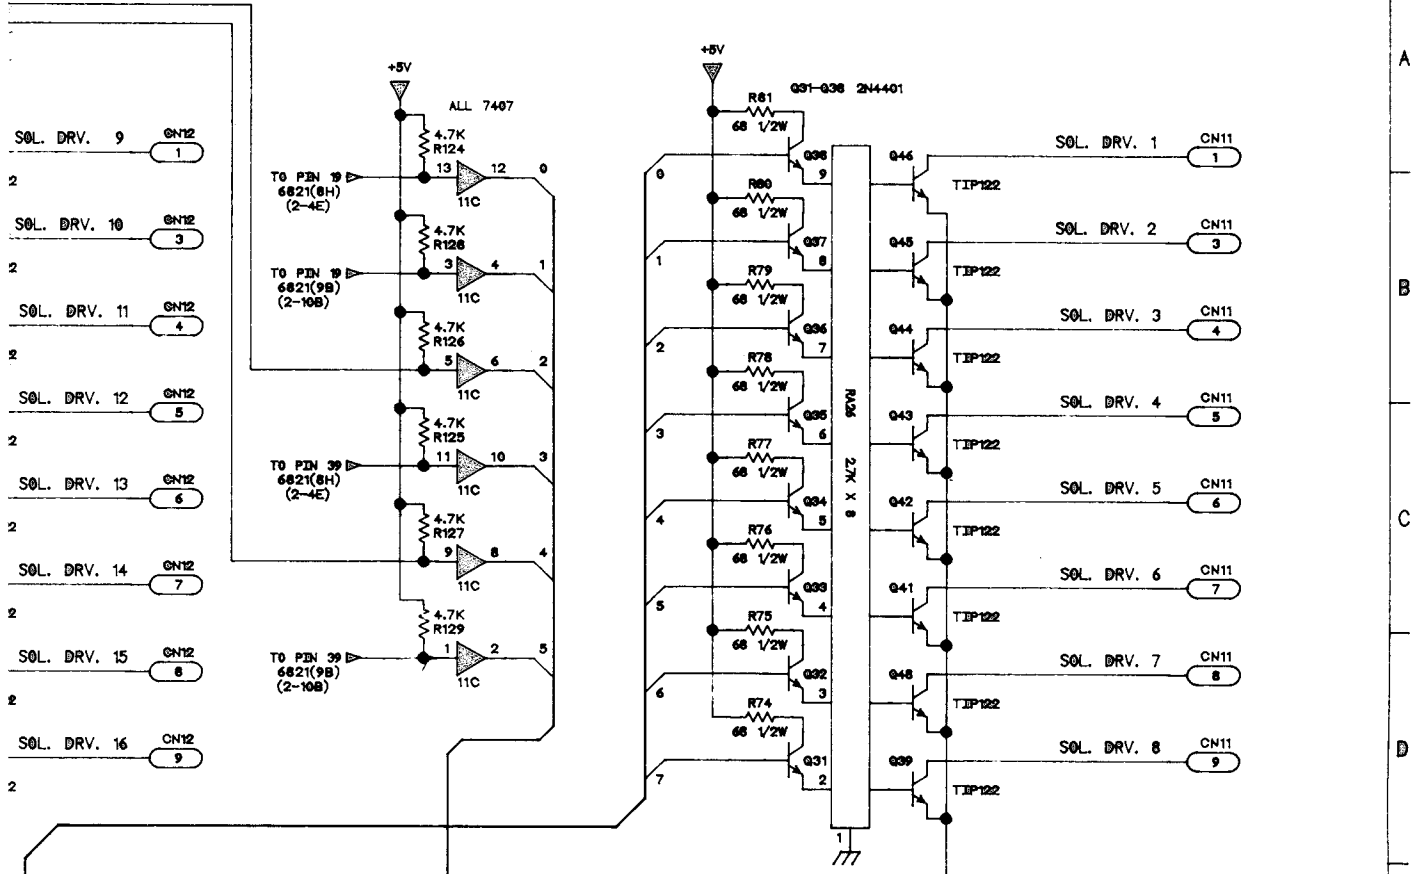 A
B
C
D
SOL. DRV. 9
CN12
1
2
SOL. DRV. 10
CN12
3
2
SOL. DRV. 11
CN12
4
2
SOL. DRV. 12
CN12
5
2
SOL. DRV. 13
CN12
6
2
SOL. DRV. 14
CN12
7
2
SOL. DRV. 15
CN12
8
2
SOL. DRV. 16
CN12
9
2
+5V
ALL 7407
4.7K
R124
TO PIN 19
6821(8H)
(2-4E)
13
12
11C
0
4.7K
R128
TO PIN 19
6821(9B)
(2-10B)
3
4
11C
1
4.7K
R126
5
6
11C
2
4.7K
R125
TO PIN 39
6821(8H)
(2-4E)
11
10
11C
3
4.7K
R127
9
8
11C
4
4.7K
R129
TO PIN 39
6821(9B)
(2-10B)
1
2
11C
5
+5V
Q31-Q38 2N4401
R81
68 1/2W
Q38
9
0
R80
68 1/2W
Q37
8
1
R79
68 1/2W
Q36
7
2
R78
68 1/2W
Q35
6
3
R77
68 1/2W
Q34
5
4
R76
68 1/2W
Q33
4
5
R75
68 1/2W
Q32
3
6
R74
68 1/2W
Q31
2
7
RA26 2.7K X 8
1
Q46
TIP122
SOL. DRV. 1
CN11
1
Q45
TIP122
SOL. DRV. 2
CN11
3
Q44
TIP122
SOL. DRV. 3
CN11
4
Q43
TIP122
SOL. DRV. 4
CN11
5
Q42
TIP122
SOL. DRV. 5
CN11
6
Q41
TIP122
SOL. DRV. 6
CN11
7
Q48
TIP122
SOL. DRV. 7
CN11
8
Q39
TIP122
SOL. DRV. 8
CN11
9